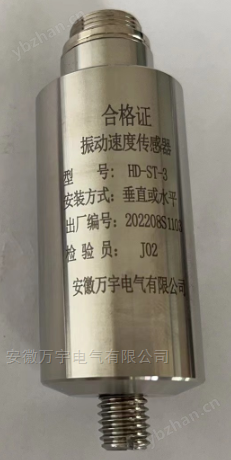 合格证
振动速度传感器
型 号: HD-ST-3
安装方式:垂直或水平
出厂编号:202208S1103
检 验 员: J02
安徽万宇电气有限公司
安徽万宇电气有限公司